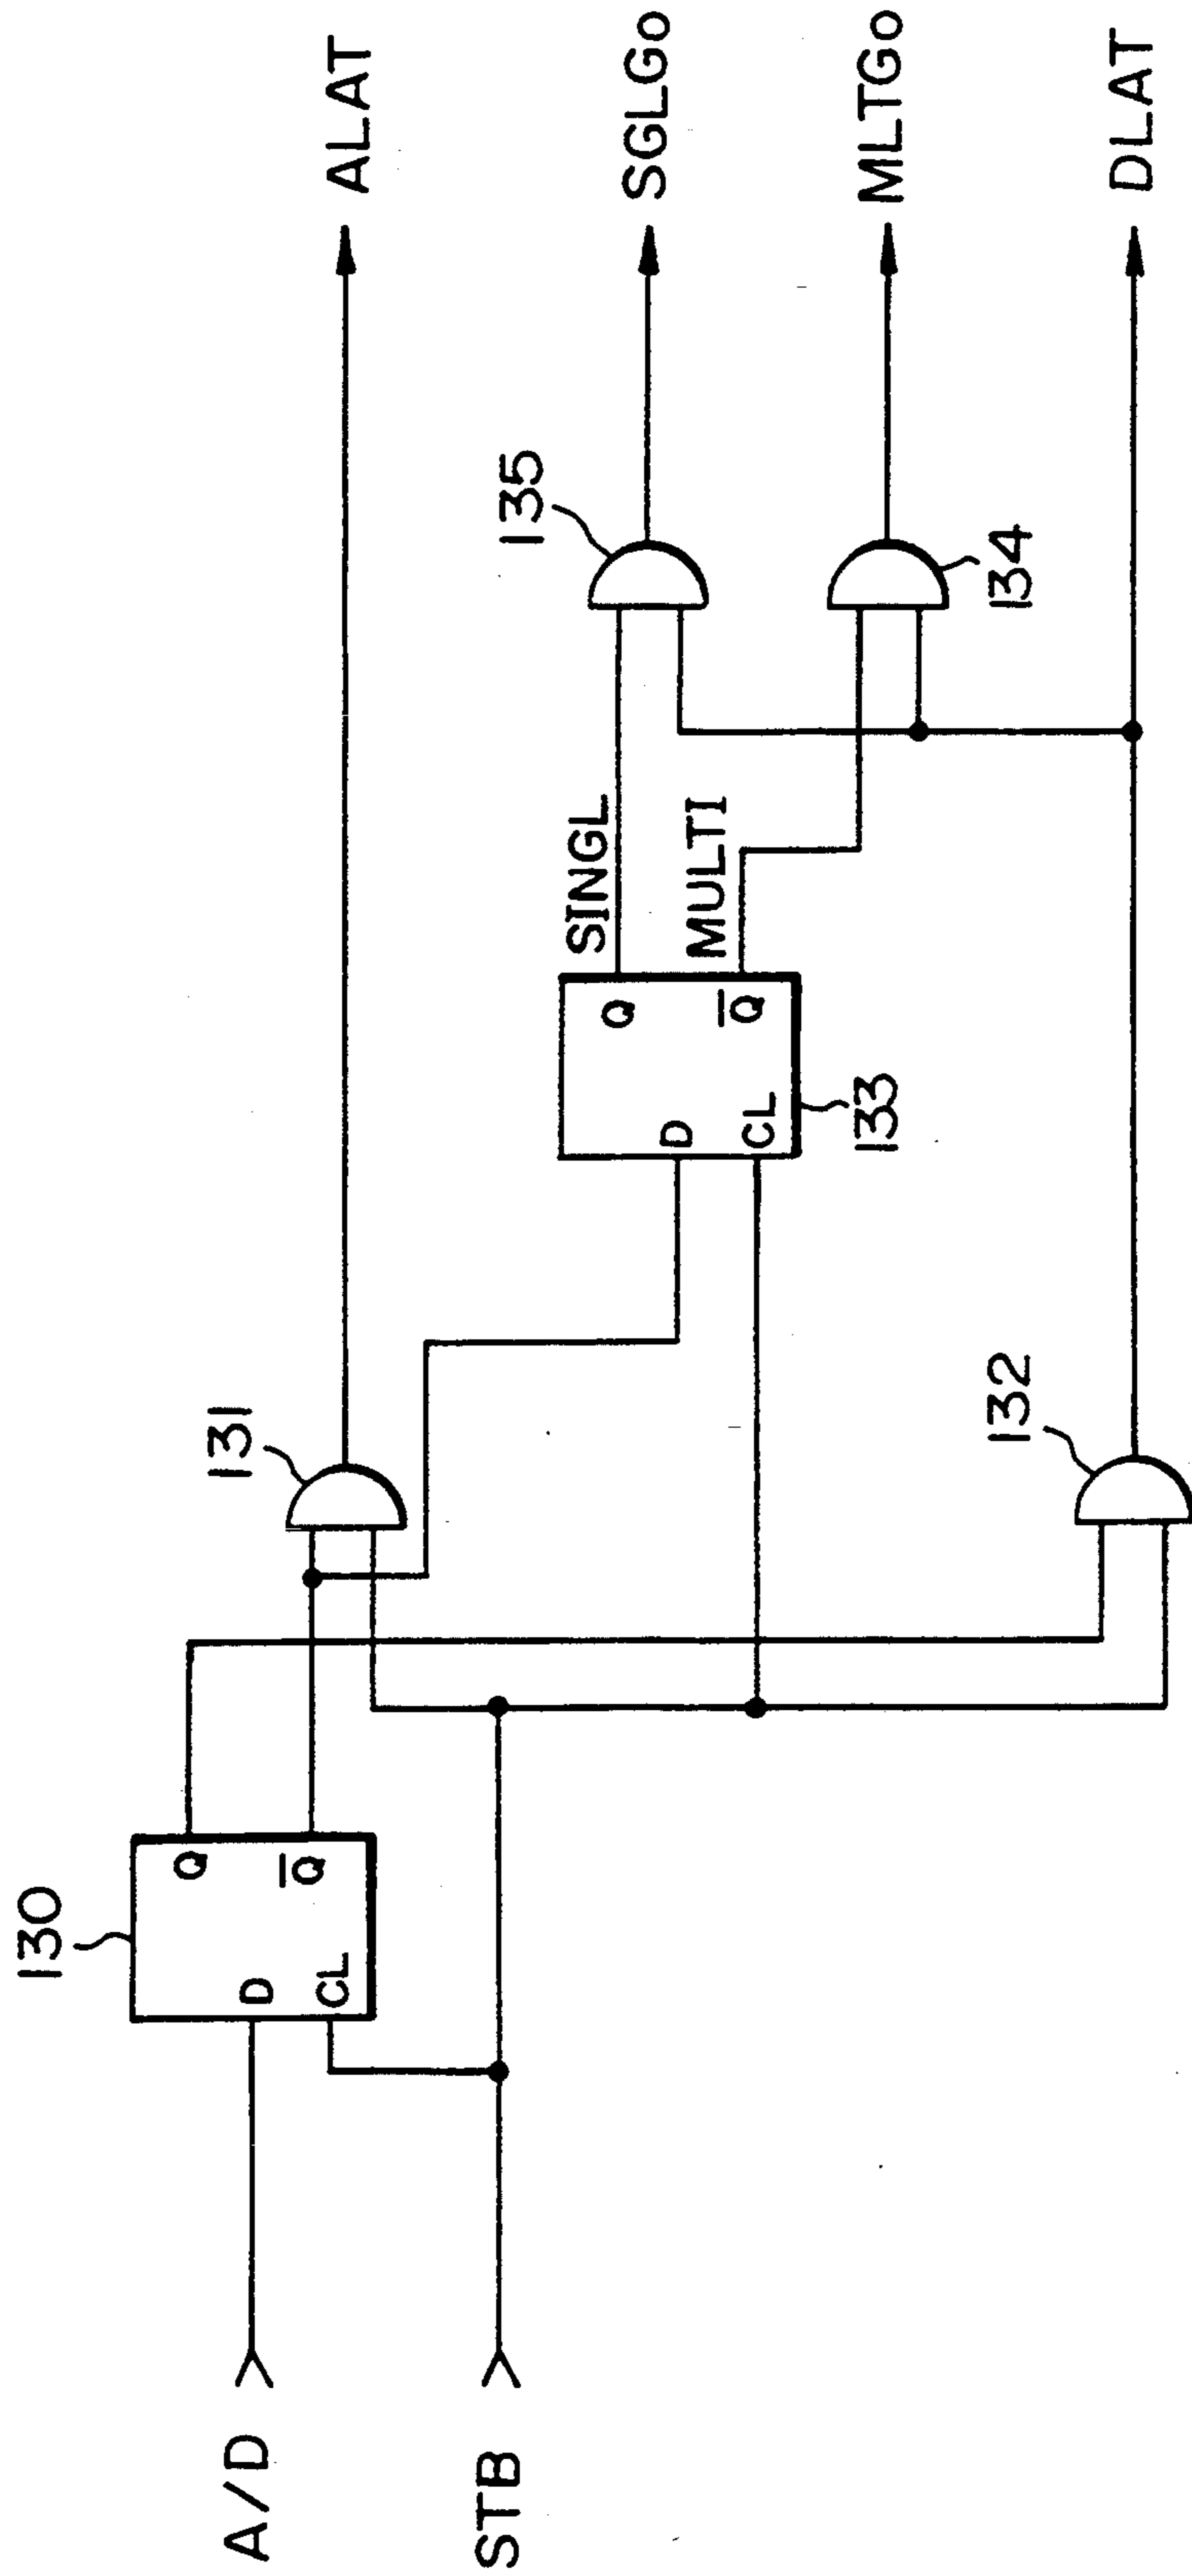 A/D
STB
130
D
CL
Q
Q
131
132
D
CL
Q
Q
133
SINGL
MULTI
135
134
ALAT
SGLGo
MLTGo
DLAT